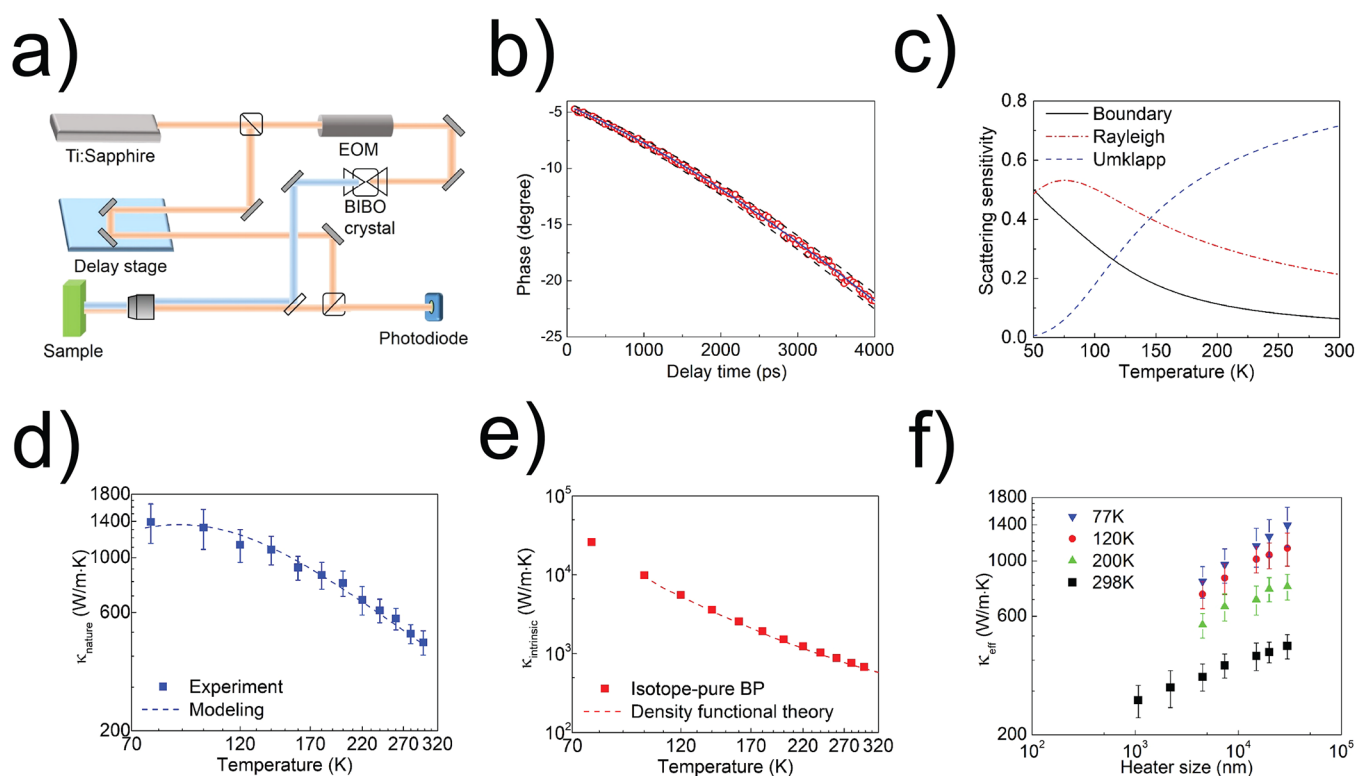 a)
Ti:Sapphire
EOM
BIBO
crystal
Delay stage
Sample
Photodiode
b)
Phase (degree)
-5
-10
-15
-20
-25
0
1000
2000
3000
4000
Delay time (ps)
c)
Scattering sensitivity
0.8
0.6
0.4
0.2
0.0
Boundary
Rayleigh
Umklapp
50
100
150
200
250
300
Temperature (K)
d)
κnature (W/m·K)
1800
1400
1000
600
200
Experiment
Modeling
70
120
170
220
270
320
Temperature (K)
e)
κintrinsic (W/m·K)
10^5
10^4
10^3
10^2
Isotope-pure BP
Density functional theory
70
120
170
220
270
320
Temperature (K)
f)
κeff (W/m·K)
1800
1400
1000
600
200
77K
120K
200K
298K
10^2
10^3
10^4
10^5
Heater size (nm)